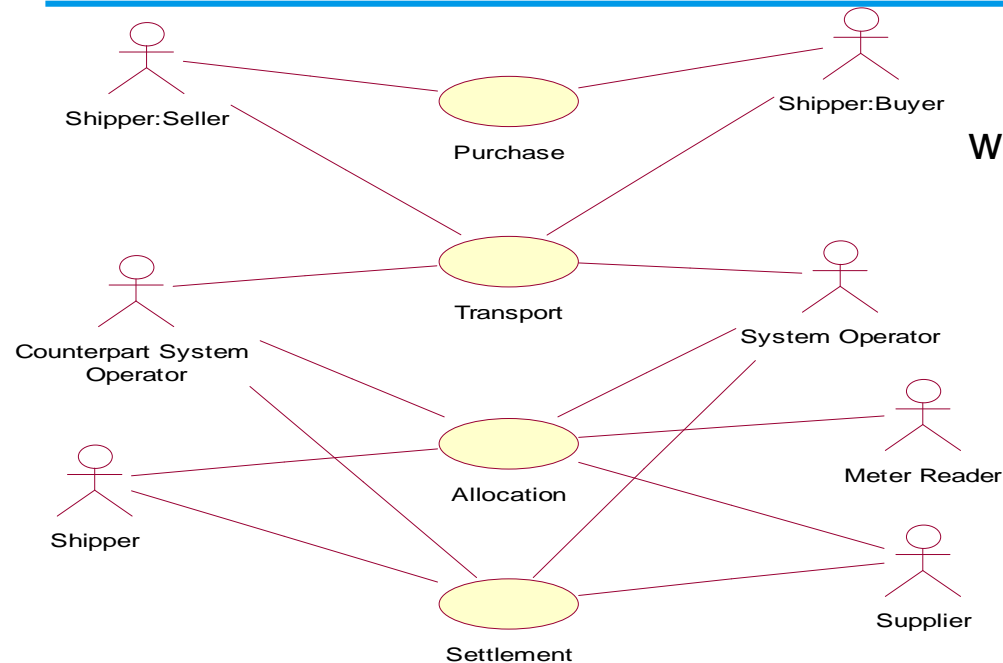 Shipper:Seller
Shipper:Buyer
Purchase
W
Transport
Counterpart System
Operator
System Operator
Allocation
Meter Reader
Shipper
Supplier
Settlement